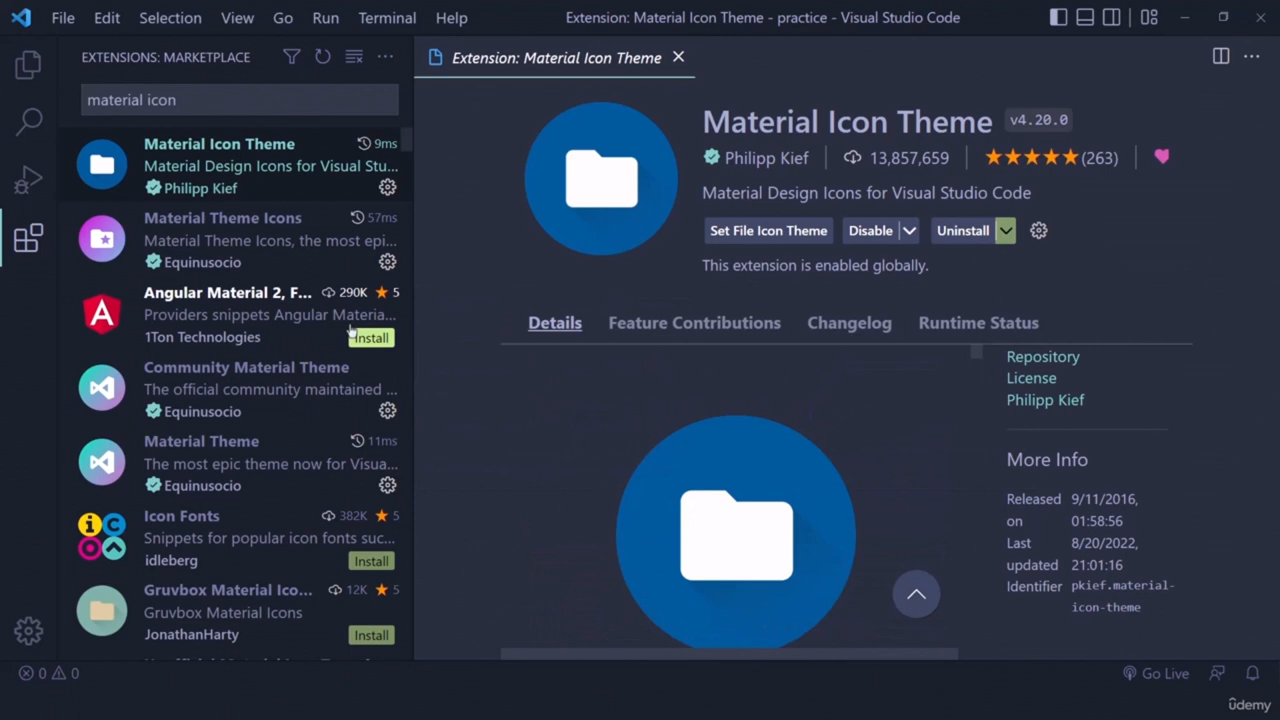 File Edit Selection View Go Run Terminal Help
Extension: Material Icon Theme - practice - Visual Studio Code
EXTENSIONS: MARKETPLACE
material icon
Material Icon Theme 9ms
Material Design Icons for Visual Stu...
Philipp Kief
Material Theme Icons 57ms
Material Theme Icons, the most epi...
Equinusocio
Angular Material 2, F... 290K 5
Providers snippets Angular Materia...
1Ton Technologies Install
Community Material Theme
The official community maintained ...
Equinusocio
Material Theme 11ms
The most epic theme now for Visua...
Equinusocio
Icon Fonts 382K 5
Snippets for popular icon fonts suc...
idleberg Install
Gruvbox Material Ico... 12K 5
Gruvbox Material Icons
JonathanHarty Install
Extension: Material Icon Theme
Material Icon Theme v4.20.0
Philipp Kief 13,857,659 (263)
Material Design Icons for Visual Studio Code
Set File Icon Theme Disable Uninstall
This extension is enabled globally.
Details Feature Contributions Changelog Runtime Status
Repository
License
Philipp Kief
More Info
Released 9/11/2016,
on 01:58:56
Last 8/20/2022,
updated 21:01:16
Identifier pkief.material-
icon-theme
0 0
Go Live
ûdemy